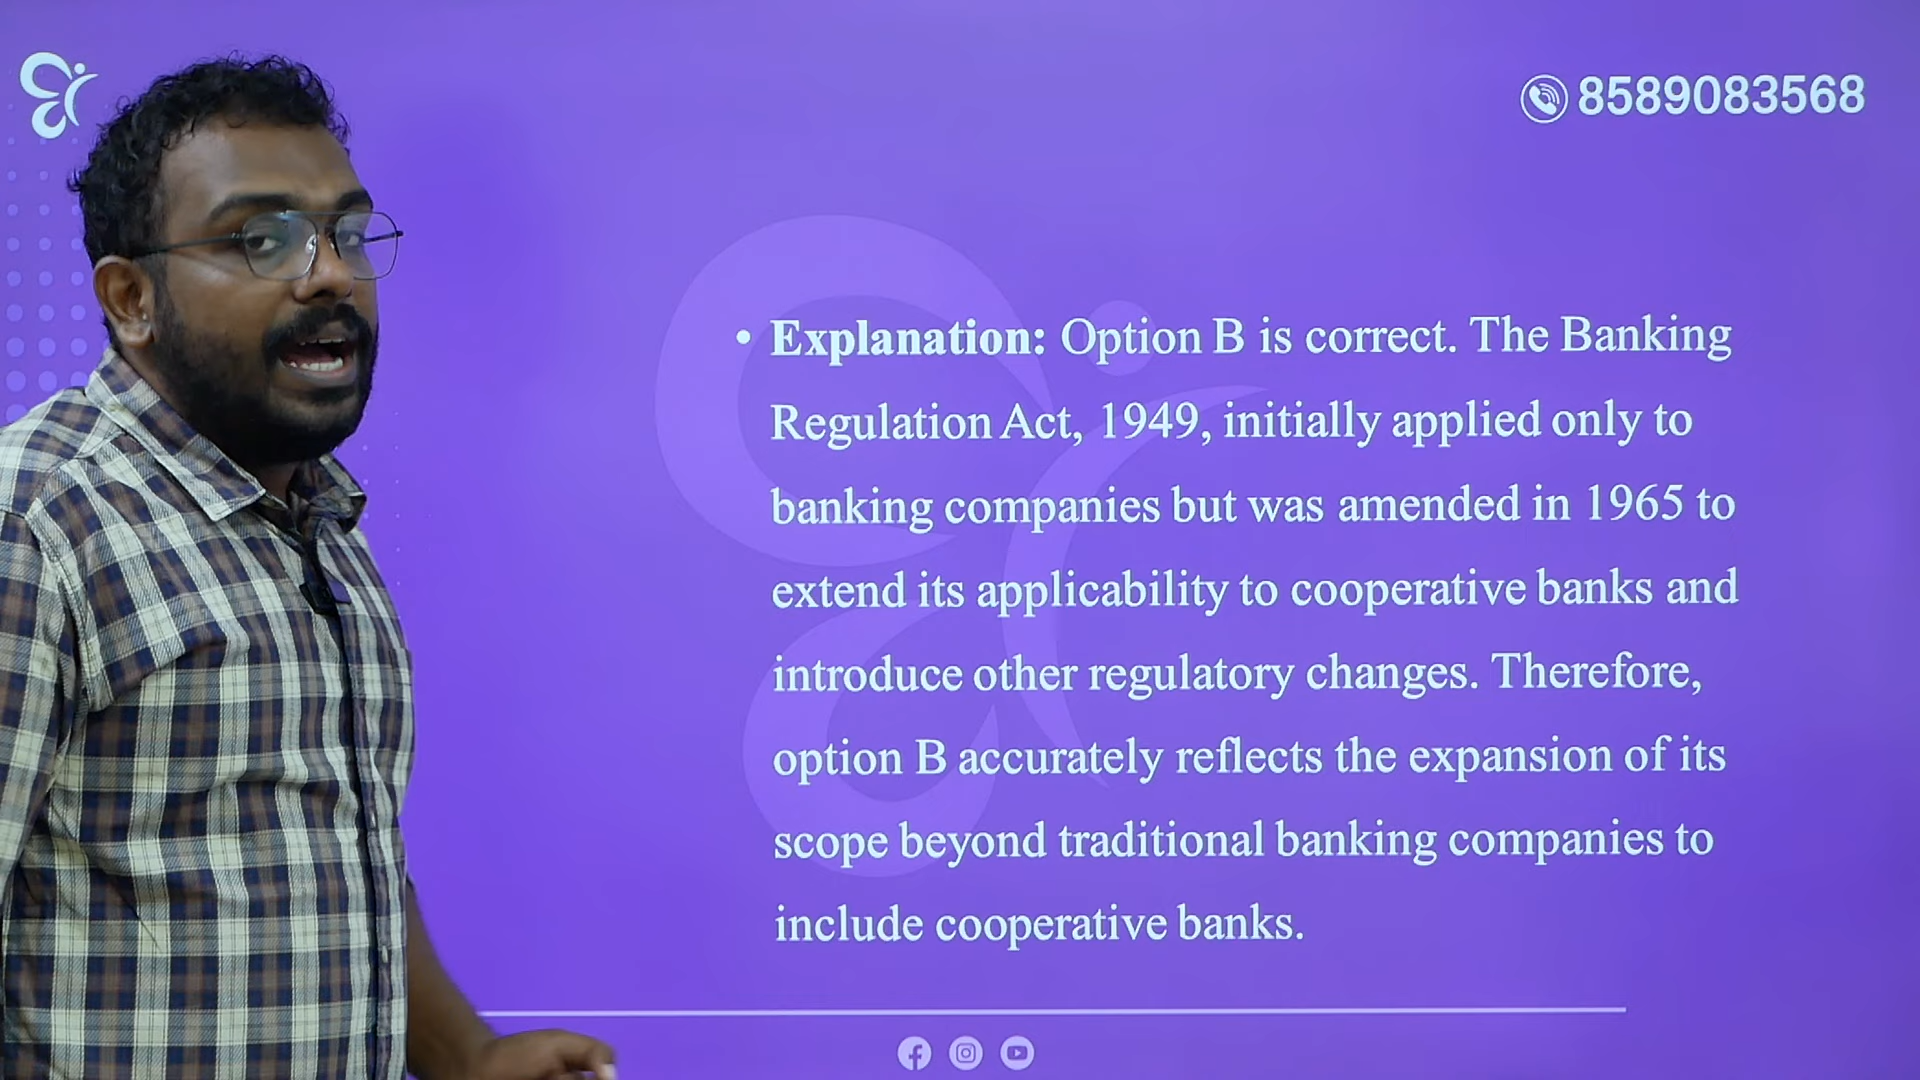 8589083568
• Explanation: Option B is correct. The Banking
Regulation Act, 1949, initially applied only to
banking companies but was amended in 1965 to
extend its applicability to cooperative banks and
introduce other regulatory changes. Therefore,
option B accurately reflects the expansion of its
scope beyond traditional banking companies to
include cooperative banks.